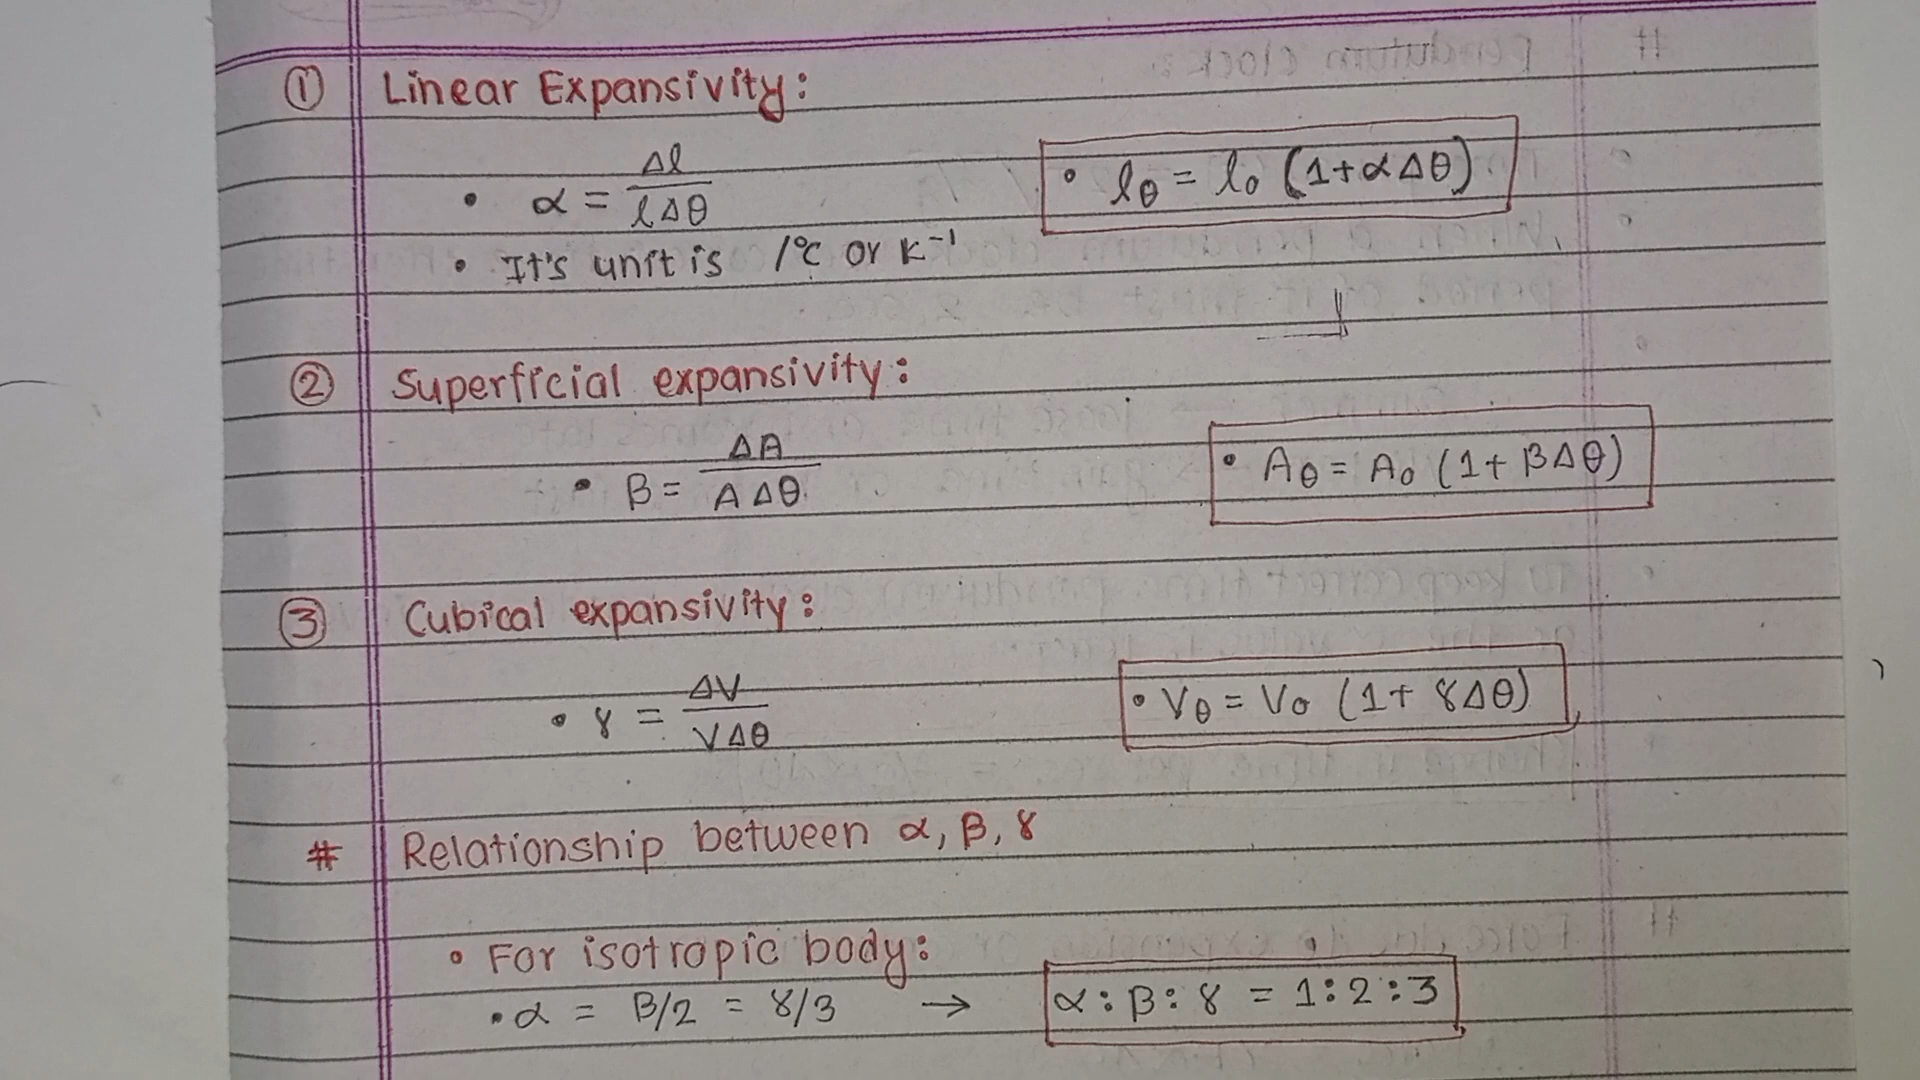 ① Linear Expansivity:
• α = Δl / lΔθ • lθ = l₀ (1+αΔθ)
• It's unit is /°C or K⁻¹
② Superficial expansivity:
• β = ΔA / AΔθ • Aθ = A₀ (1+ βΔθ)
③ Cubical expansivity:
• γ = ΔV / VΔθ • Vθ = V₀ (1+ γΔθ)
# Relationship between α, β, γ
• For isotropic body:
• α = β/2 = γ/3 → α : β : γ = 1:2:3